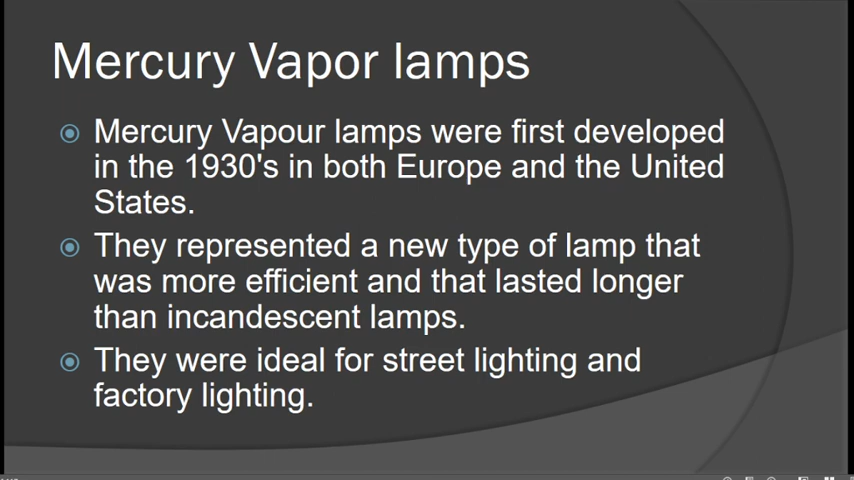 Mercury Vapor lamps
Mercury Vapour lamps were first developed
in the 1930's in both Europe and the United
States.
They represented a new type of lamp that
was more efficient and that lasted longer
than incandescent lamps.
They were ideal for street lighting and
factory lighting.